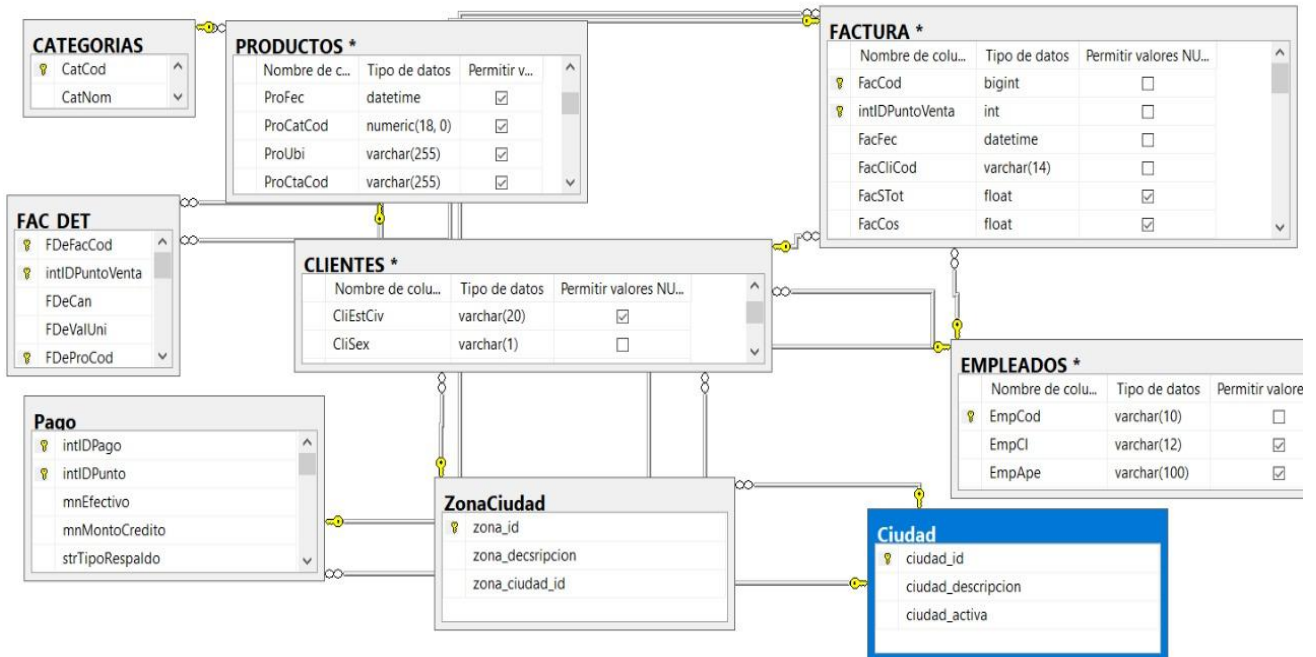 CATEGORIAS
CatCod
CatNom
PRODUCTOS *
Nombre de c... Tipo de datos Permitir v...
ProFec datetime
ProCatCod numeric(18, 0)
ProUbi varchar(255)
ProCtaCod varchar(255)
FACTURA *
Nombre de colu... Tipo de datos Permitir valores NU...
FacCod bigint
intIDPuntoVenta int
FacFec datetime
FacCliCod varchar(14)
FacSTot float
FacCos float
FAC_DET
FDeFacCod
intIDPuntoVenta
FDeCan
FDeValUni
FDeProCod
CLIENTES *
Nombre de colu... Tipo de datos Permitir valores NU...
CliEstCiv varchar(20)
CliSex varchar(1)
EMPLEADOS *
Nombre de colu... Tipo de datos Permitir valore
EmpCod varchar(10)
EmpCI varchar(12)
EmpApe varchar(100)
Pago
intIDPago
intIDPunto
mnEfectivo
mnMontoCredito
strTipoRespaldo
ZonaCiudad
zona_id
zona_decsripcion
zona_ciudad_id
Ciudad
ciudad_id
ciudad_descripcion
ciudad_activa